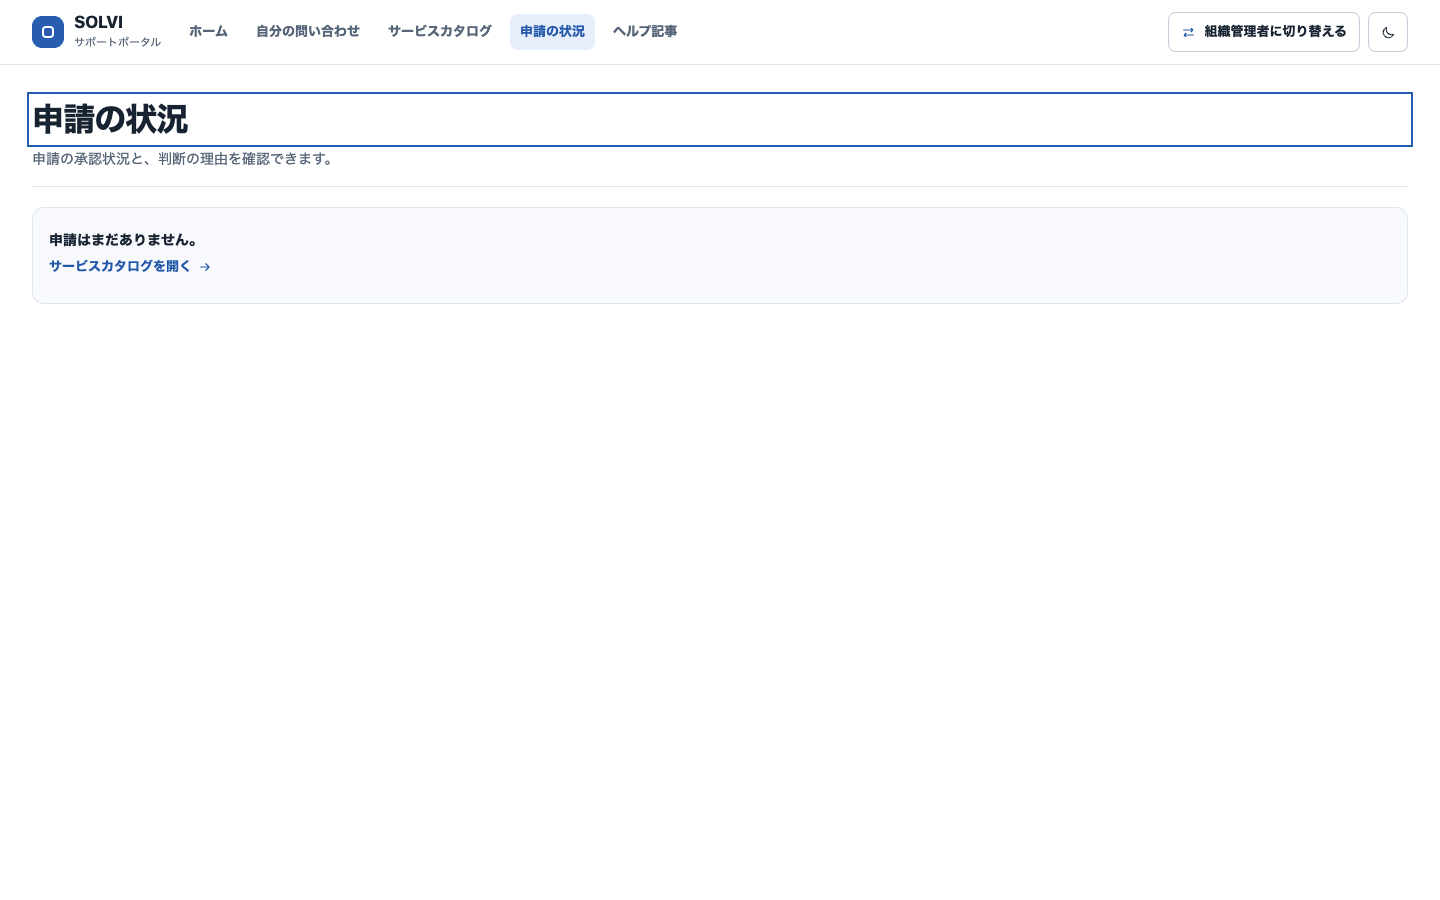 SOLVI
サポートポータル
ホーム
自分の問い合わせ
サービスカタログ
申請の状況
ヘルプ記事
組織管理者に切り替える
申請の状況
申請の承認状況と、判断の理由を確認できます。
申請はまだありません。
サービスカタログを開く →